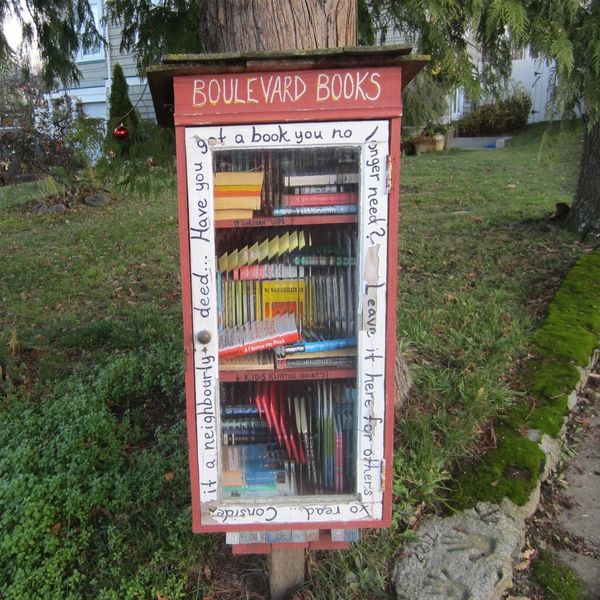 BOULEVARD BOOKS
Have you
got a book you no
longer need? Leave it here for others
to read... Consider
it a neighbourly deed...